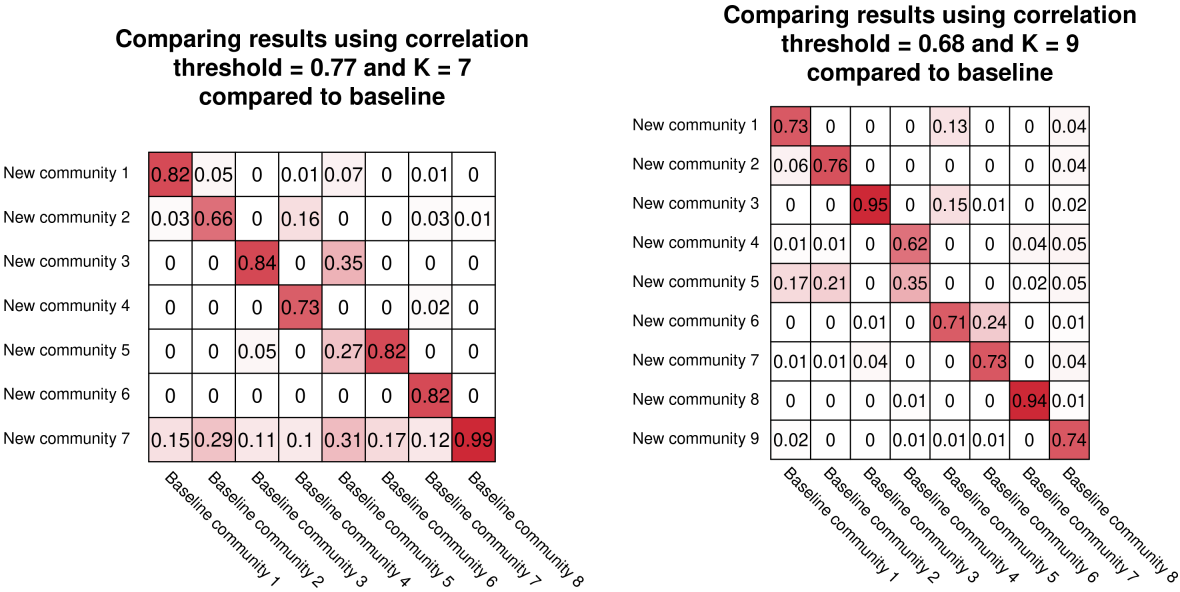 Comparing results using correlation
threshold = 0.77 and K = 7
compared to baseline
New community 1 0.82 0.05 0 0.01 0.07 0 0.01 0
New community 2 0.03 0.66 0 0.16 0 0 0.03 0.01
New community 3 0 0 0.84 0 0.35 0 0 0
New community 4 0 0 0 0.73 0 0 0.02 0
New community 5 0 0 0.05 0 0.27 0.82 0 0
New community 6 0 0 0 0 0 0 0.82 0
New community 7 0.15 0.29 0.11 0.1 0.31 0.17 0.12 0.99
Baseline community 1
Baseline community 2
Baseline community 3
Baseline community 4
Baseline community 5
Baseline community 6
Baseline community 7
Baseline community 8
Comparing results using correlation
threshold = 0.68 and K = 9
compared to baseline
New community 1 0.73 0 0 0 0.13 0 0 0.04
New community 2 0.06 0.76 0 0 0 0 0 0.04
New community 3 0 0 0.95 0 0.15 0.01 0 0.02
New community 4 0.01 0.01 0 0.62 0 0 0.04 0.05
New community 5 0.17 0.21 0 0.35 0 0 0.02 0.05
New community 6 0 0 0.01 0 0.71 0.24 0 0.01
New community 7 0.01 0.01 0.04 0 0 0.73 0 0.04
New community 8 0 0 0 0.01 0 0 0.94 0.01
New community 9 0.02 0 0 0.01 0.01 0.01 0 0.74
Baseline community 1
Baseline community 2
Baseline community 3
Baseline community 4
Baseline community 5
Baseline community 6
Baseline community 7
Baseline community 8